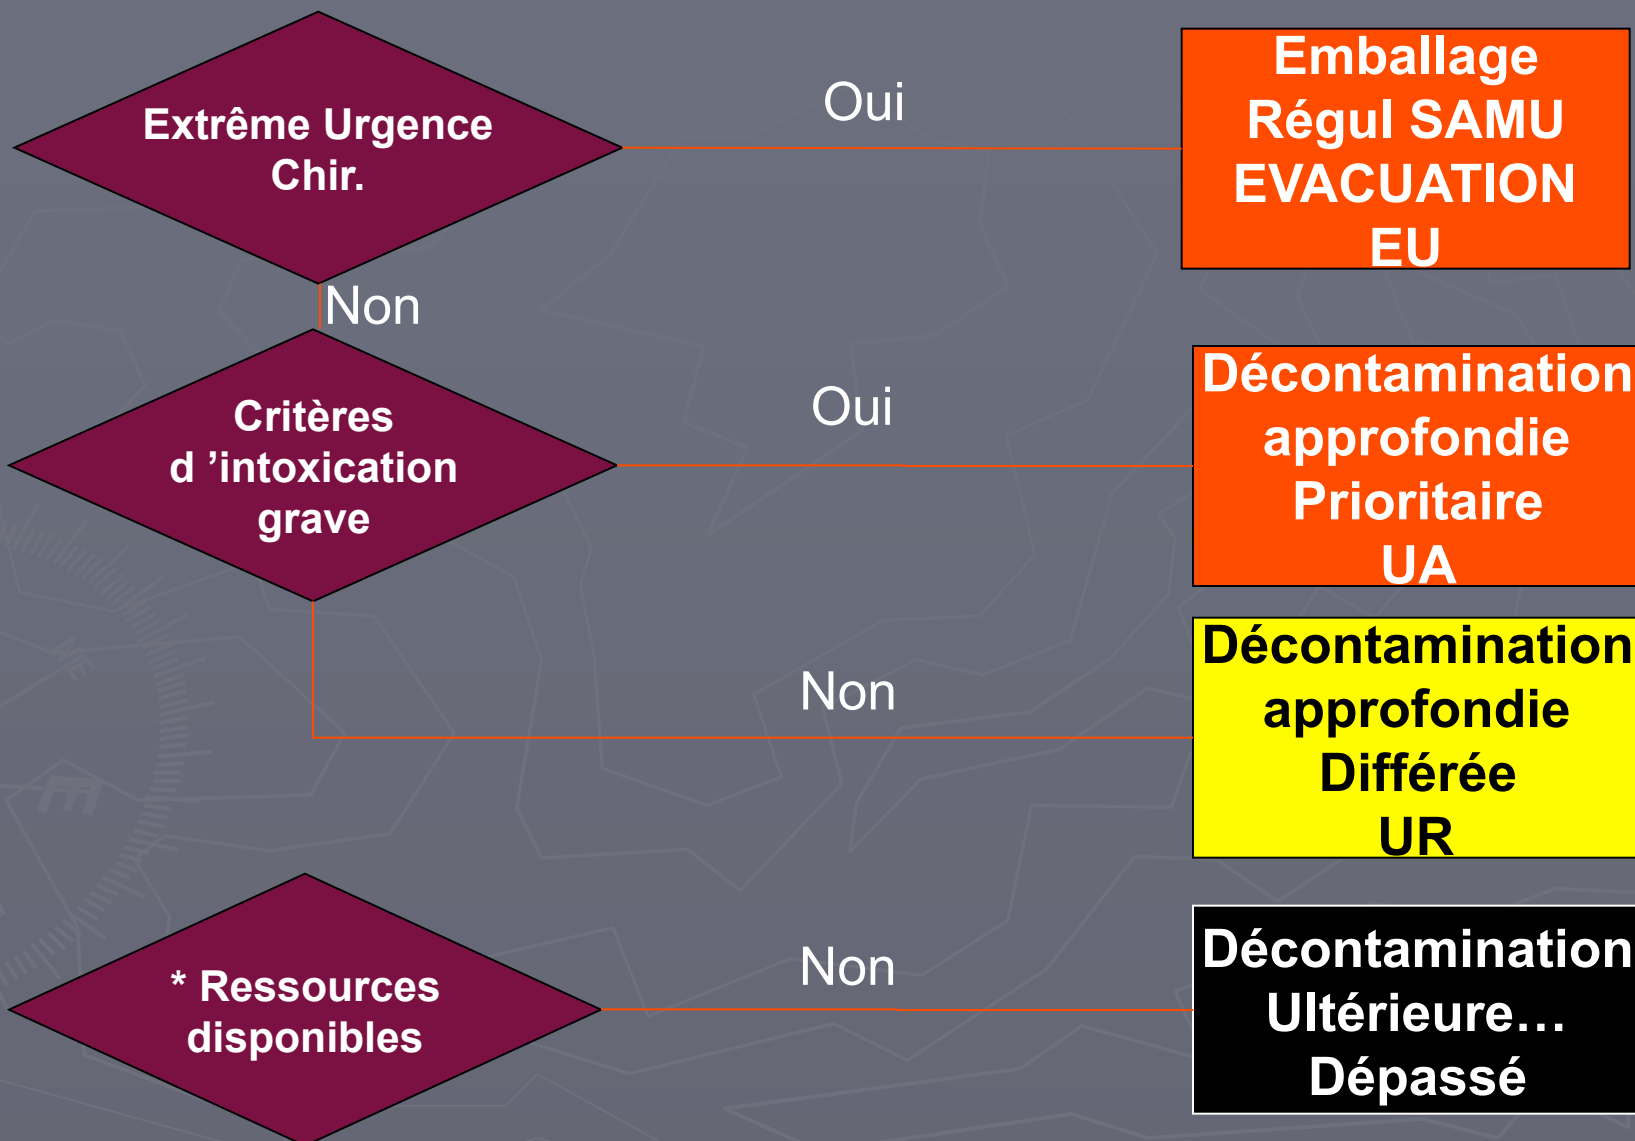 Extrême Urgence
Chir.
Oui
Emballage
Régul SAMU
EVACUATION
EU
Non
Critères
d ’intoxication
grave
Oui
Décontamination
approfondie
Prioritaire
UA
Non
Décontamination
approfondie
Différée
UR
* Ressources
disponibles
Non
Décontamination
Ultérieure…
Dépassé